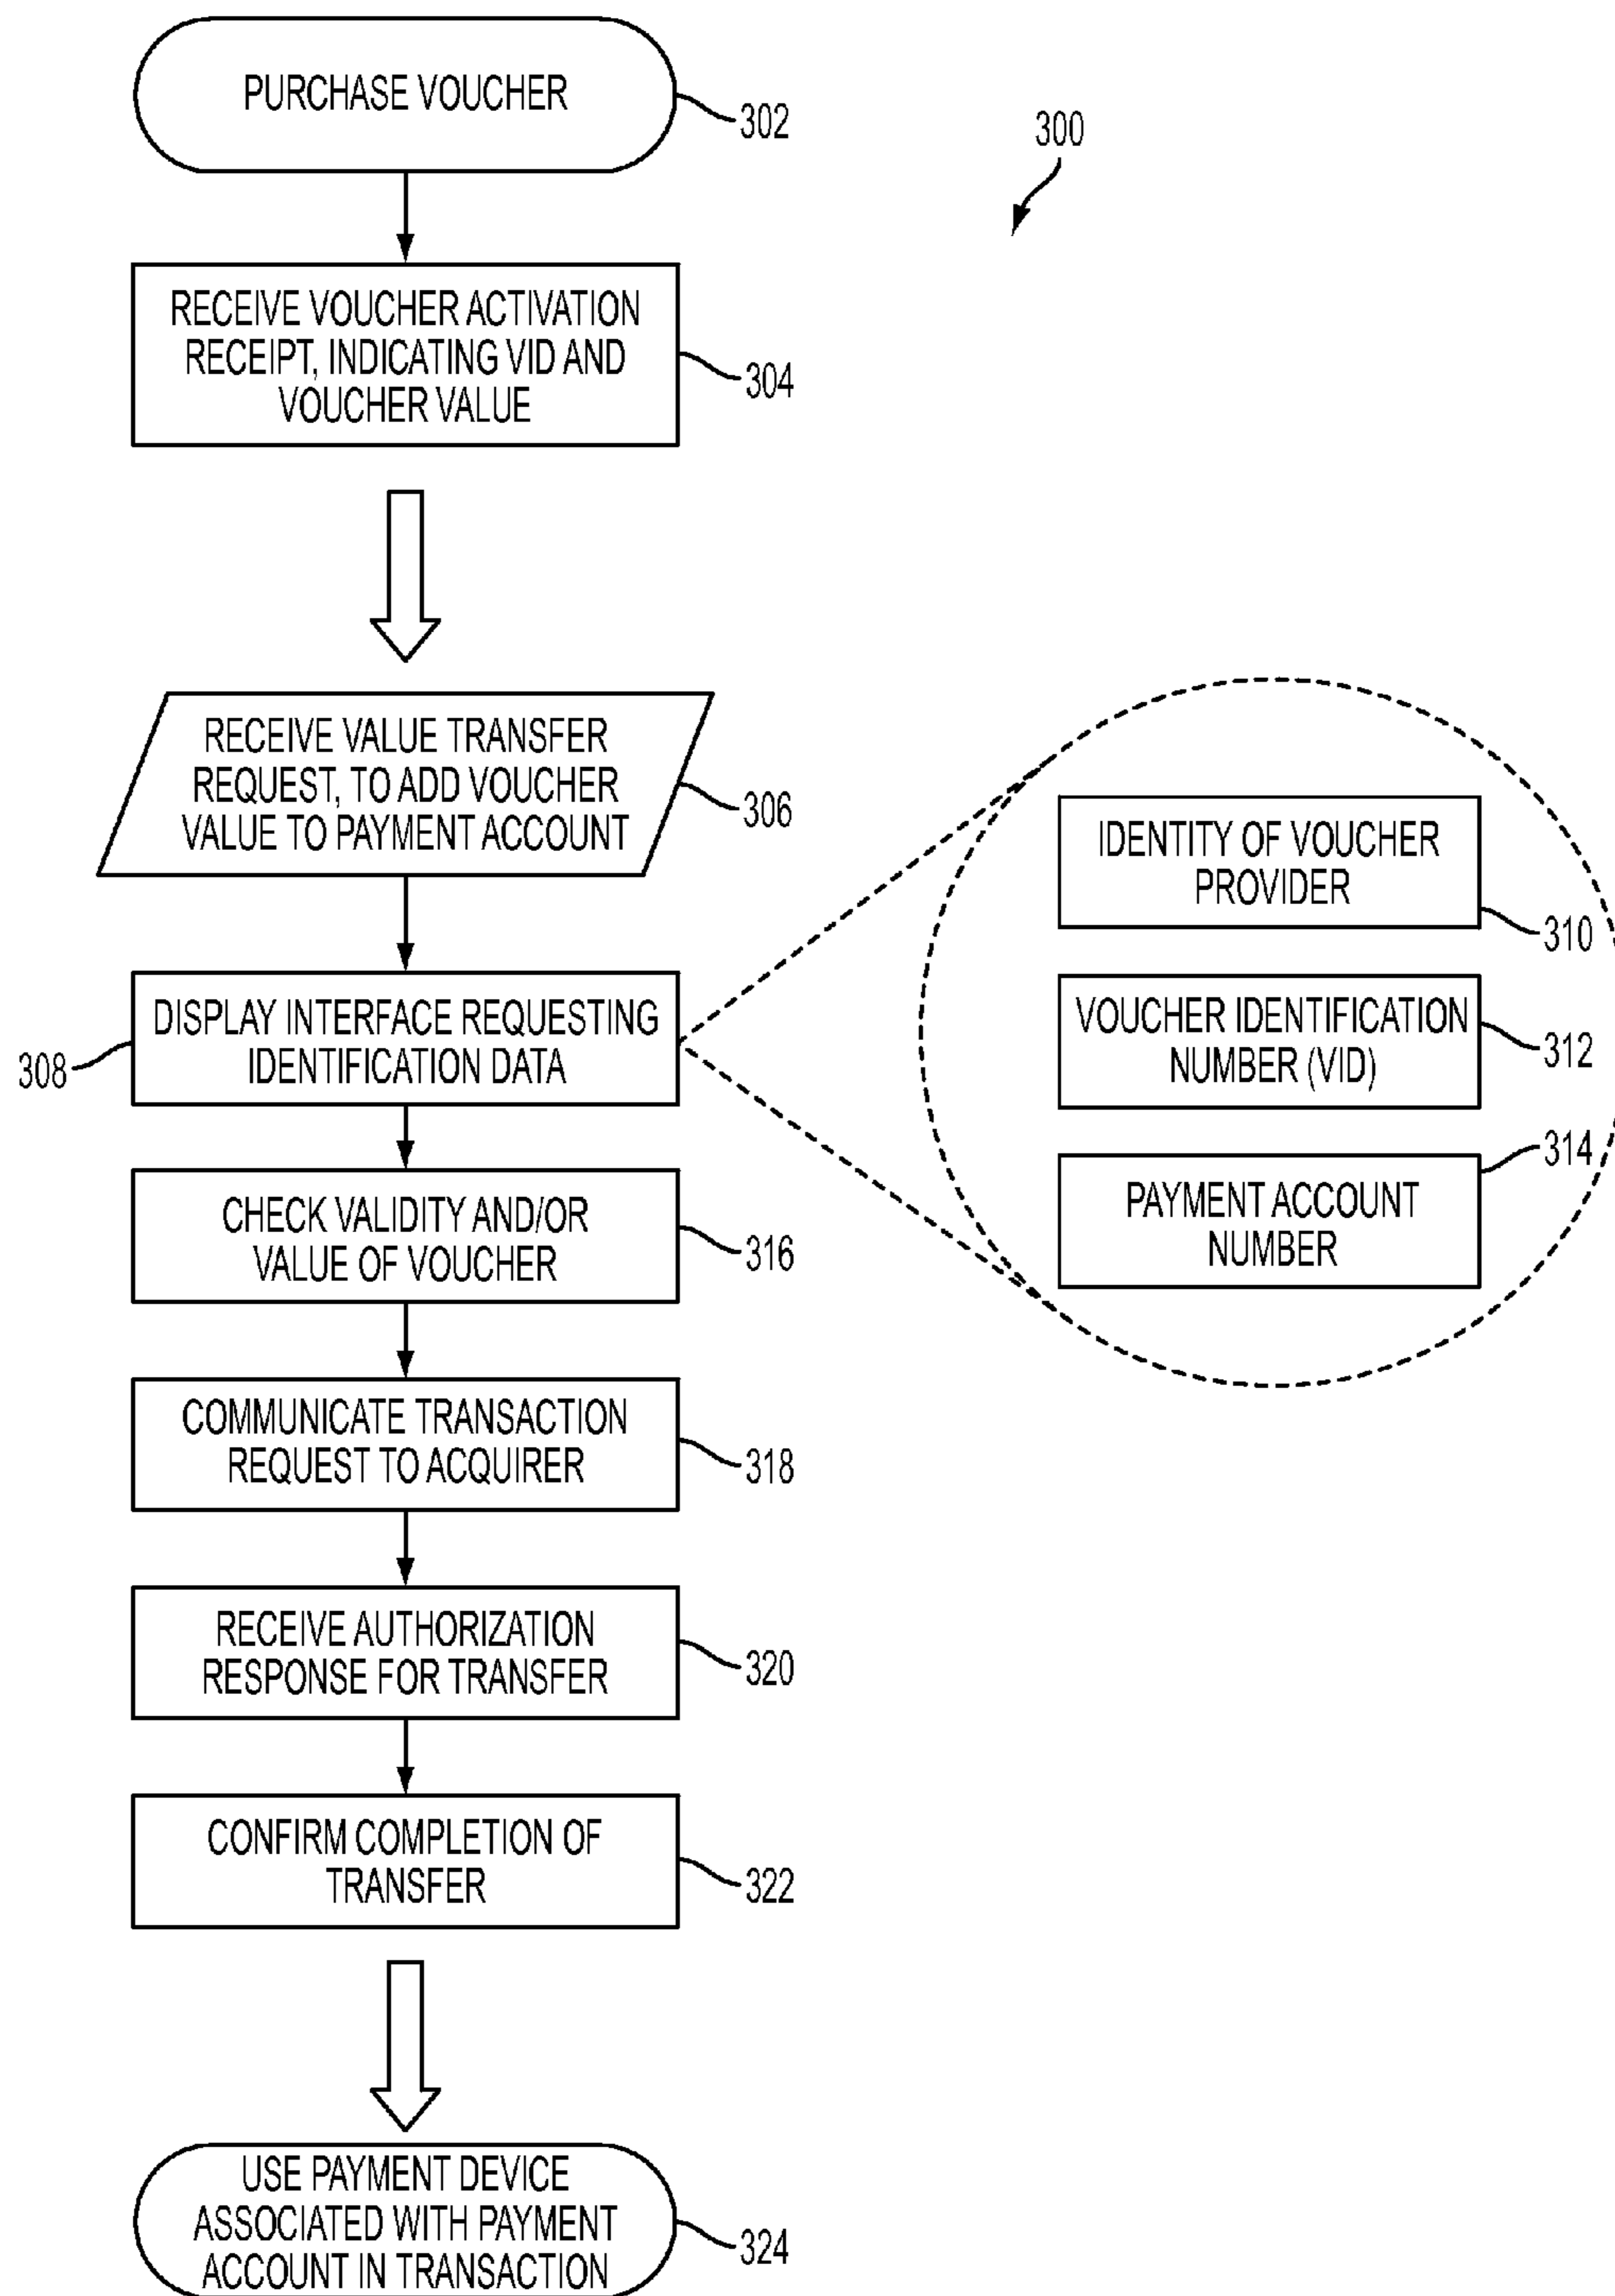 PURCHASE VOUCHER
302
300
RECEIVE VOUCHER ACTIVATION
RECEIPT, INDICATING VID AND
VOUCHER VALUE
304
RECEIVE VALUE TRANSFER
REQUEST, TO ADD VOUCHER
VALUE TO PAYMENT ACCOUNT
306
DISPLAY INTERFACE REQUESTING
IDENTIFICATION DATA
308
IDENTITY OF VOUCHER
PROVIDER
310
VOUCHER IDENTIFICATION
NUMBER (VID)
312
PAYMENT ACCOUNT
NUMBER
314
CHECK VALIDITY AND/OR
VALUE OF VOUCHER
316
COMMUNICATE TRANSACTION
REQUEST TO ACQUIRER
318
RECEIVE AUTHORIZATION
RESPONSE FOR TRANSFER
320
CONFIRM COMPLETION OF
TRANSFER
322
USE PAYMENT DEVICE
ASSOCIATED WITH PAYMENT
ACCOUNT IN TRANSACTION
324